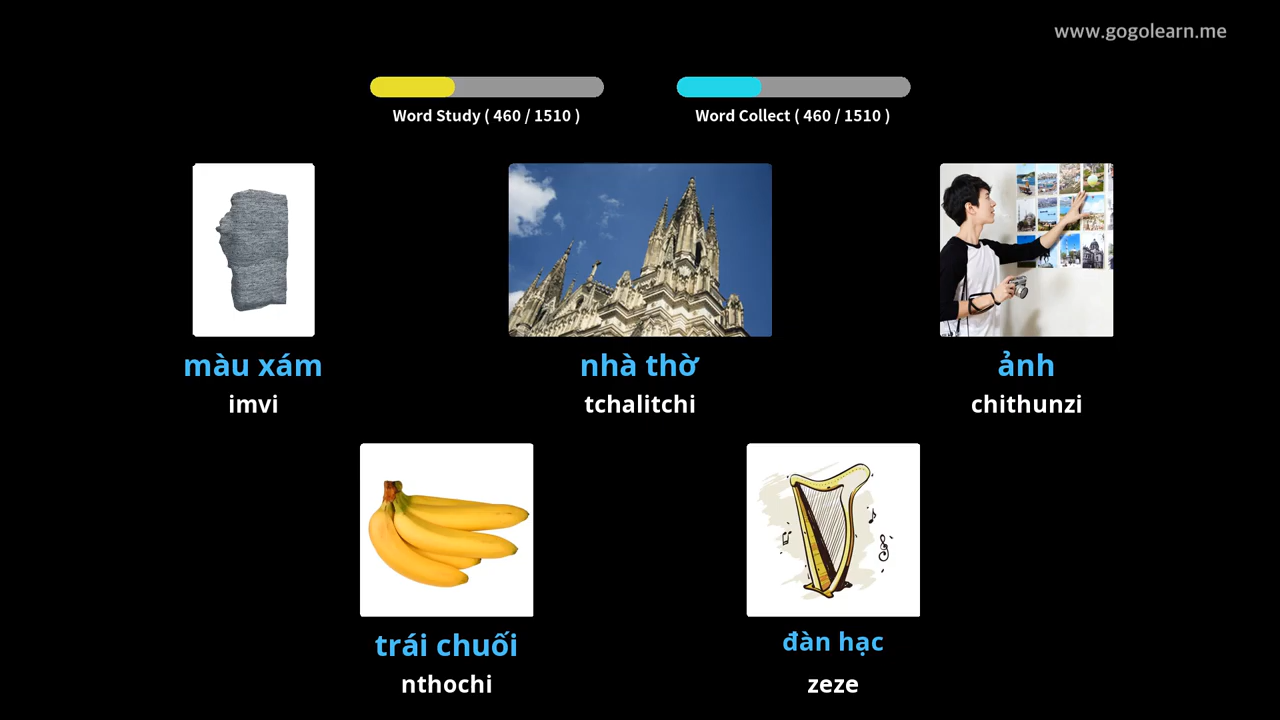 www.gogolearn.me
Word Study ( 460 / 1510 )
Word Collect ( 460 / 1510 )
màu xám
imvi
nhà thờ
tchalitchi
ảnh
chithunzi
trái chuối
nthochi
đàn hạc
zeze